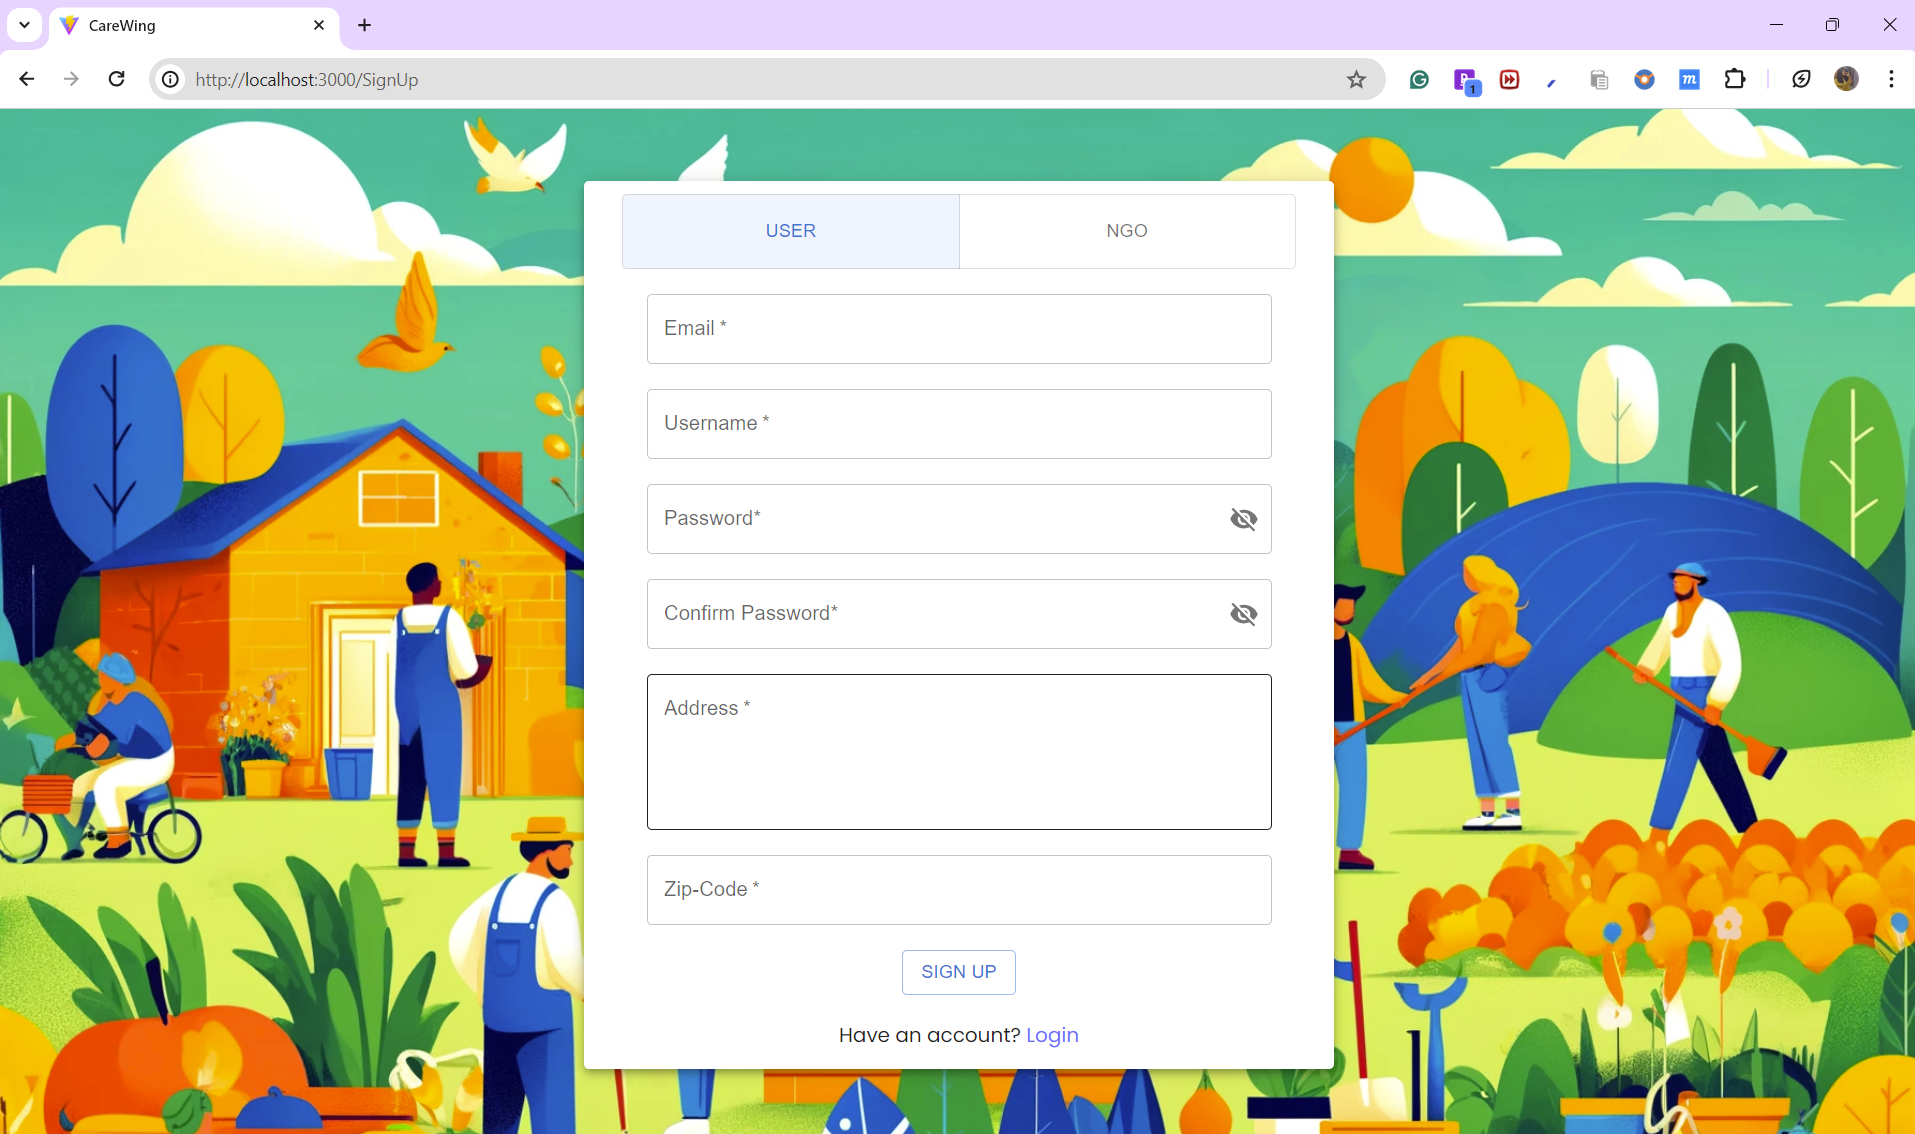 CareWing
http://localhost:3000/SignUp
1
m
USER
NGO
Email *
Username *
Password*
Confirm Password*
Address *
Zip-Code *
SIGN UP
Have an account? Login